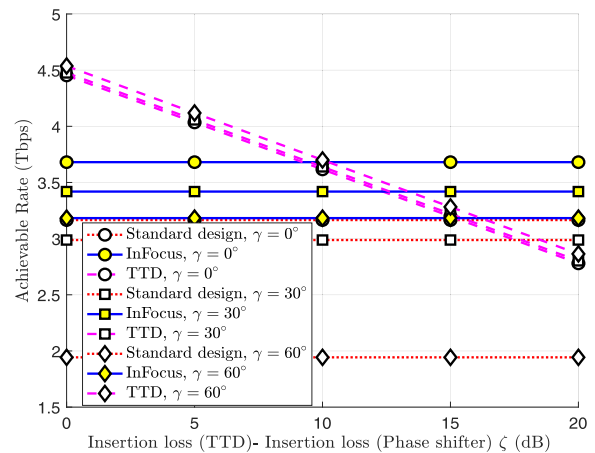 5
4.5
4
3.5
3
2.5
2
1.5
Achievable Rate (Tbps)
Standard design, γ = 0°
InFocus, γ = 0°
TTD, γ = 0°
Standard design, γ = 30°
InFocus, γ = 30°
TTD, γ = 30°
Standard design, γ = 60°
InFocus, γ = 60°
TTD, γ = 60°
0 5 10 15 20
Insertion loss (TTD)- Insertion loss (Phase shifter) ζ (dB)